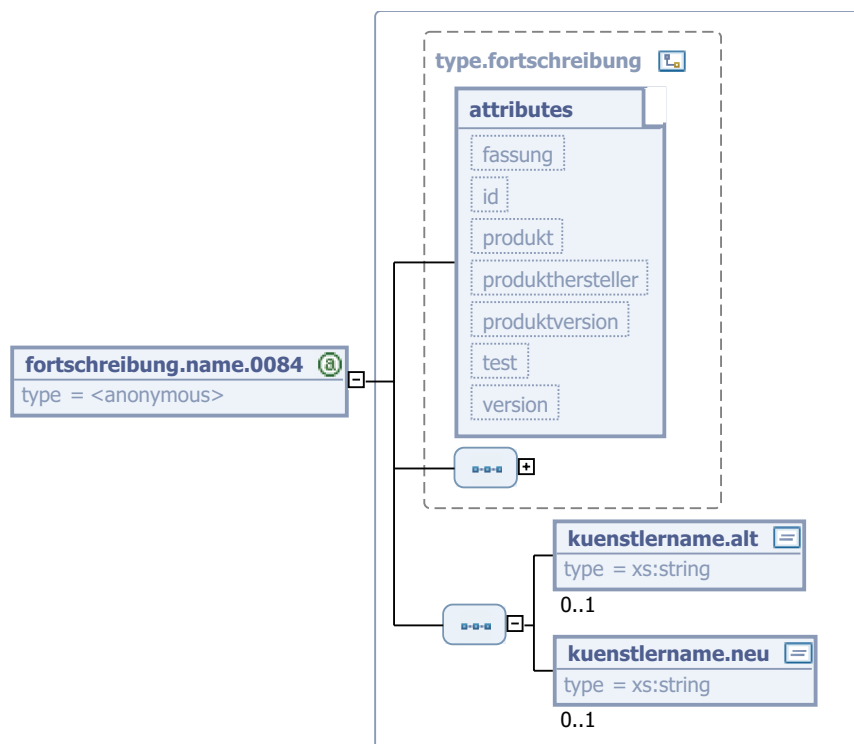 type.fortschreibung
attributes
fassung
id
produkt
produkthersteller
produktversion
test
version
fortschreibung.name.0084 @
type = <anonymous>
kuenstlername.alt
type = xs:string
0..1
kuenstlername.neu
type = xs:string
0..1